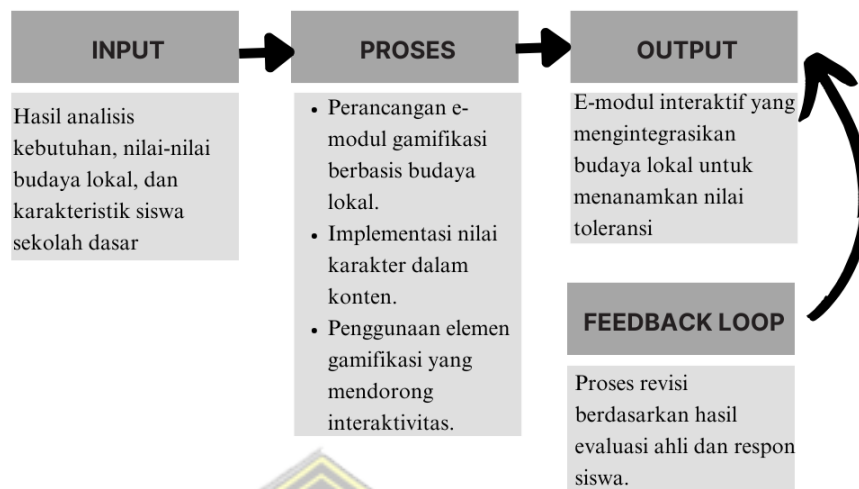 INPUT
PROSES
OUTPUT
Hasil analisis
kebutuhan, nilai-nilai
budaya lokal, dan
karakteristik siswa
sekolah dasar
• Perancangan e-
modul gamifikasi
berbasis budaya
lokal.
• Implementasi nilai
karakter dalam
konten.
• Penggunaan elemen
gamifikasi yang
mendorong
interaktivitas.
E-modul interaktif yang
mengintegrasikan
budaya lokal untuk
menanamkan nilai
toleransi
FEEDBACK LOOP
Proses revisi
berdasarkan hasil
evaluasi ahli dan respon
siswa.